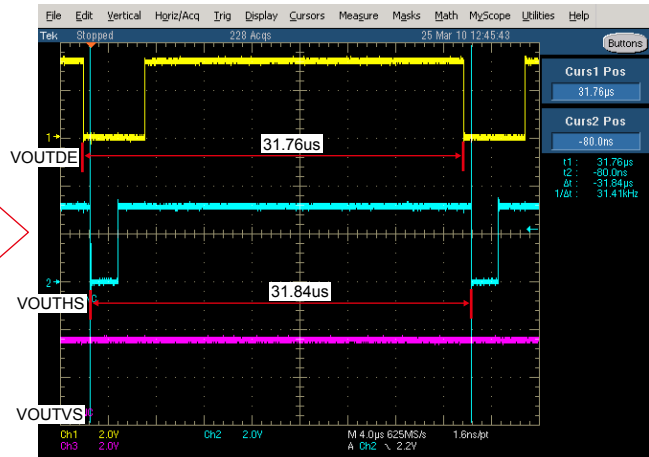 File Edit Vertical Horiz/Acq Trig Display Cursors Measure Masks Math MyScope Utilities Help
Tek Stopped 228 Acqs 25 Mar 10 12:45:43
Buttons
Curs1 Pos
31.76µs
Curs2 Pos
-80.0ns
t1 : 31.76µs
t2 : -80.0ns
Δt : -31.84µs
1/Δt : 31.41kHz
1
31.76us
VOUTDE
2
31.84us
VOUTHS
VOUTVS
Ch1 2.0V Ch2 2.0V M 4.0µs 625MS/s 1.6ns/pt
Ch3 2.0V A Ch2 \ 2.2V